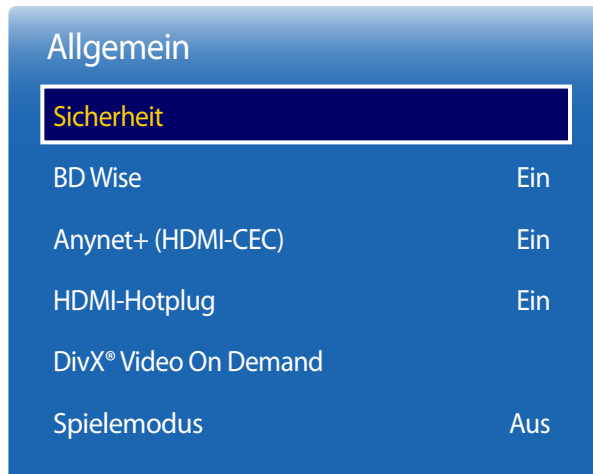 Allgemein
Sicherheit
BD Wise Ein
Anynet+ (HDMI-CEC) Ein
HDMI-Hotplug Ein
DivX® Video On Demand
Spielemodus Aus